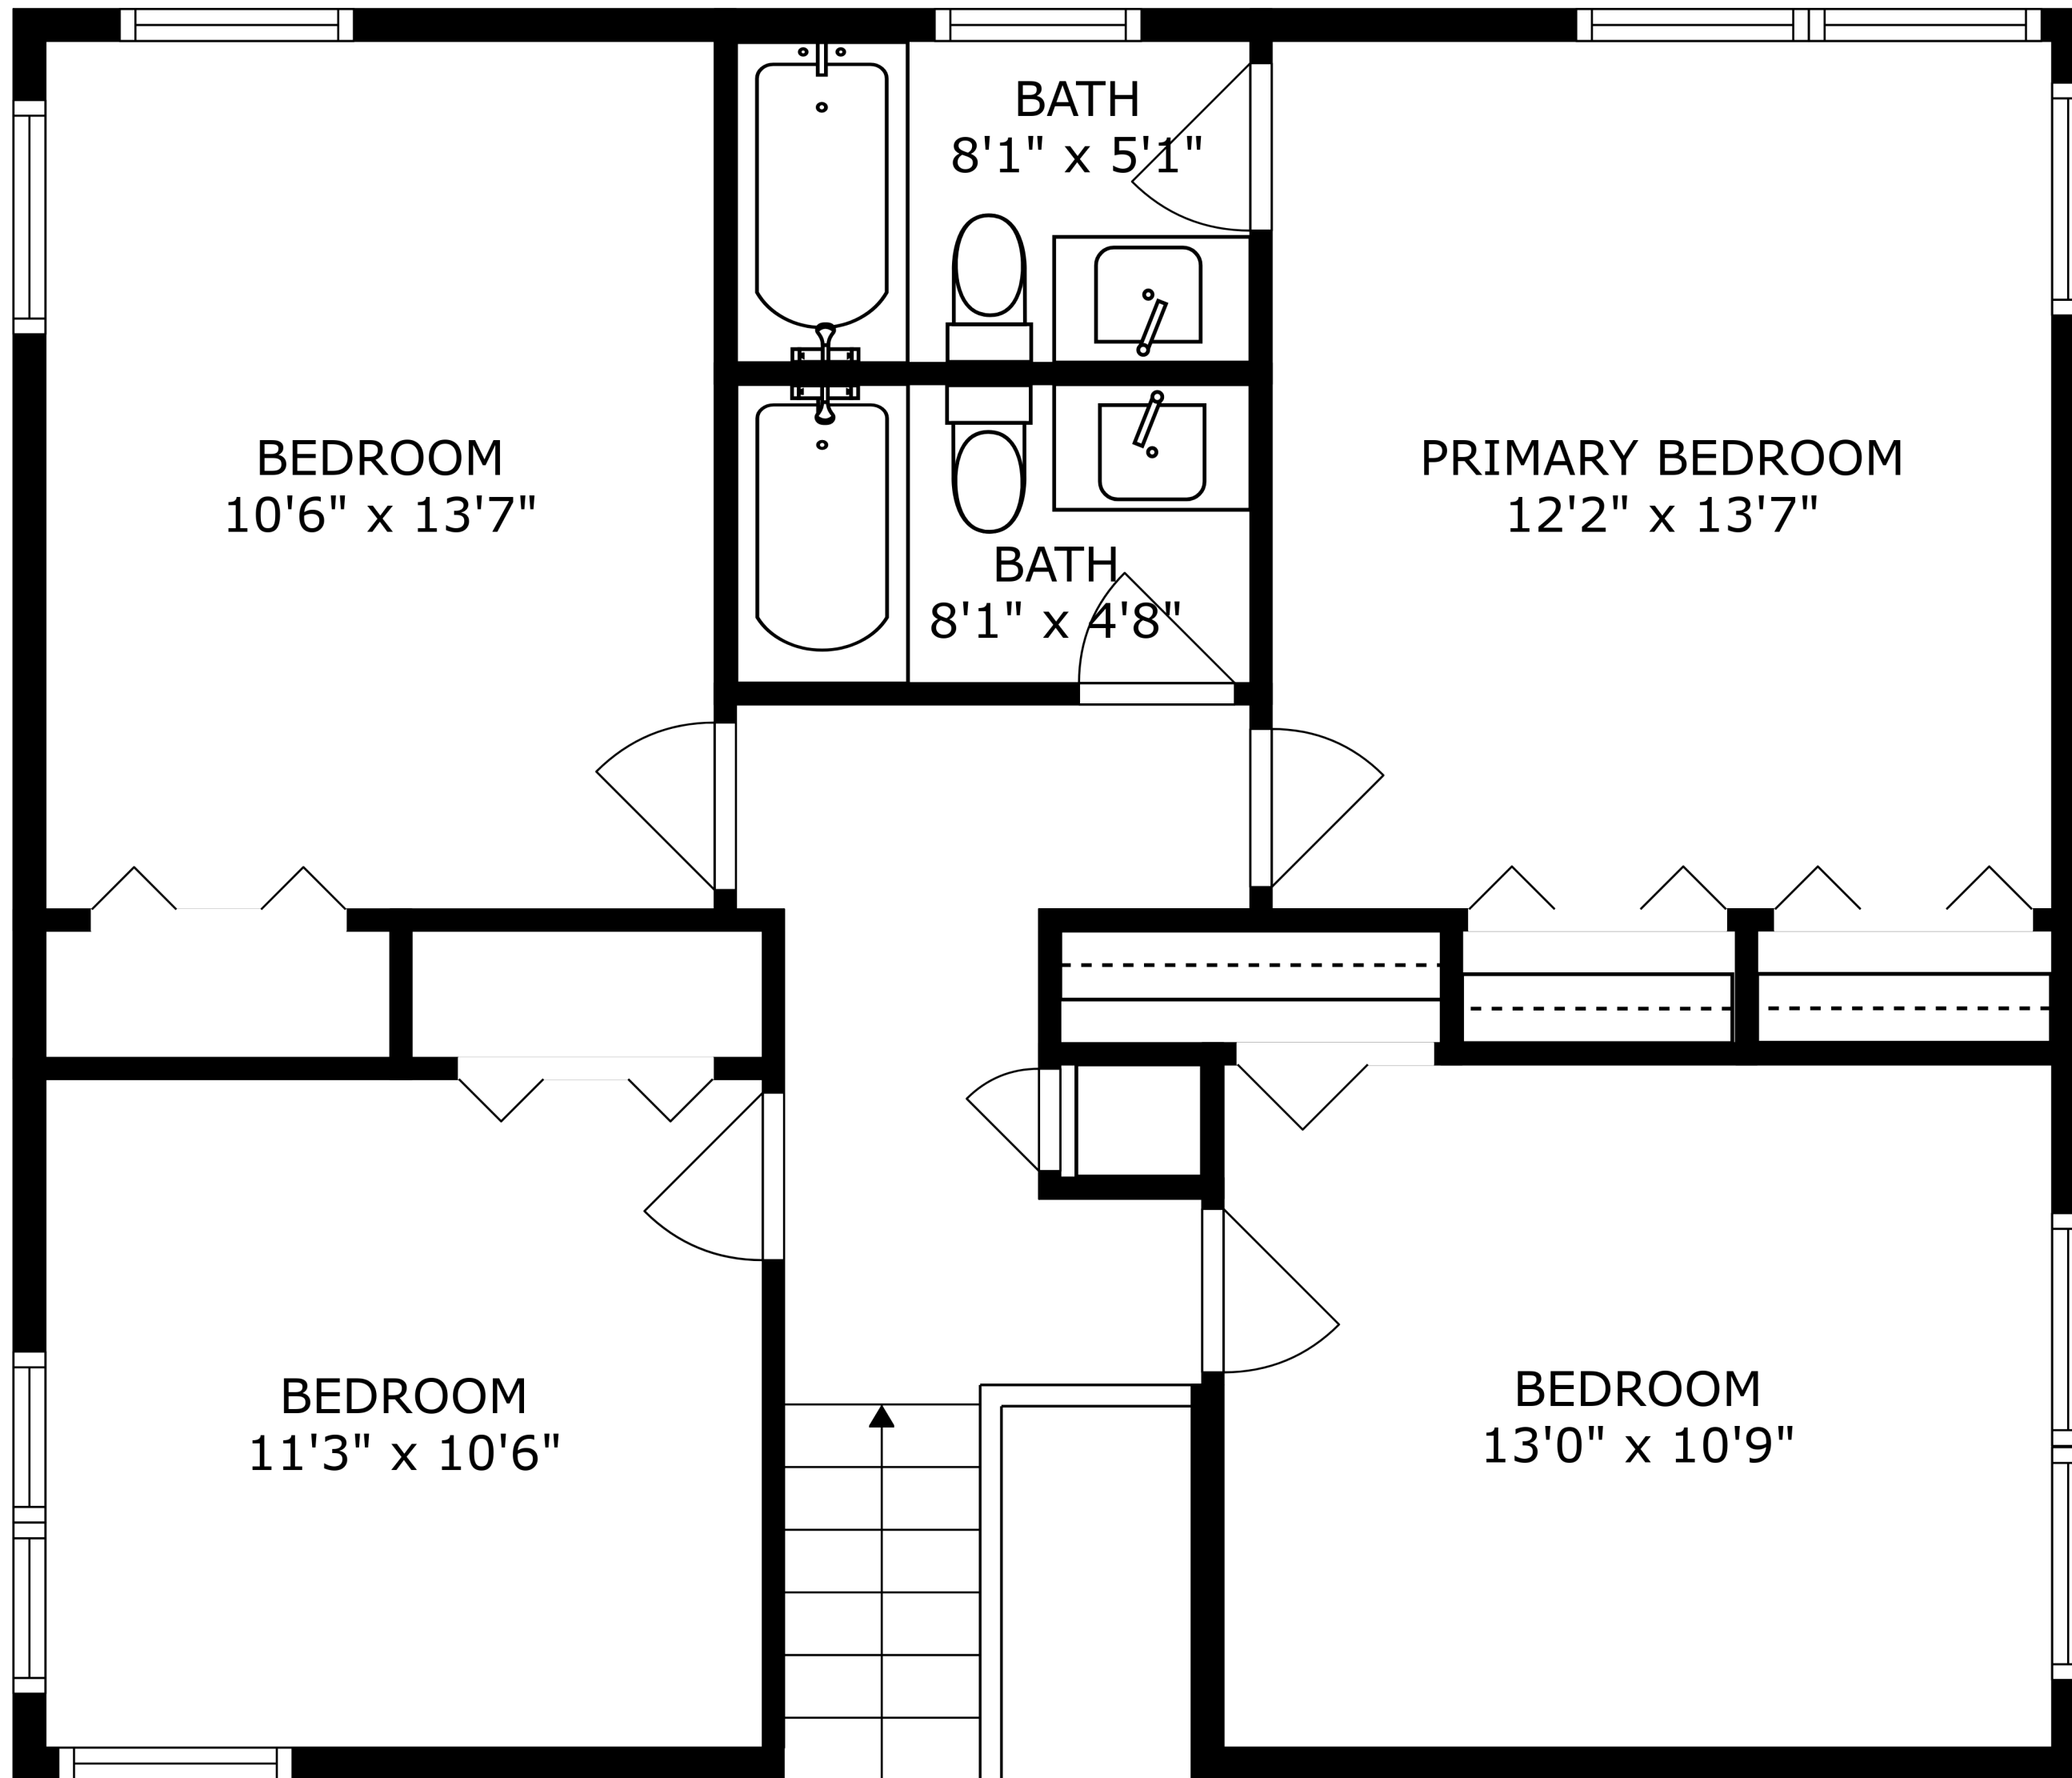 BATH
8'1" x 5'1"
BEDROOM
10'6" x 13'7"
PRIMARY BEDROOM
12'2" x 13'7"
BATH
8'1" x 4'8"
BEDROOM
11'3" x 10'6"
BEDROOM
13'0" x 10'9"